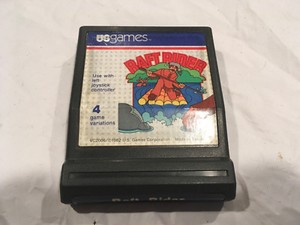 USgames
RAFT RIDER
Use with
left
joystick
controller
4
game
variations
Raft Rider